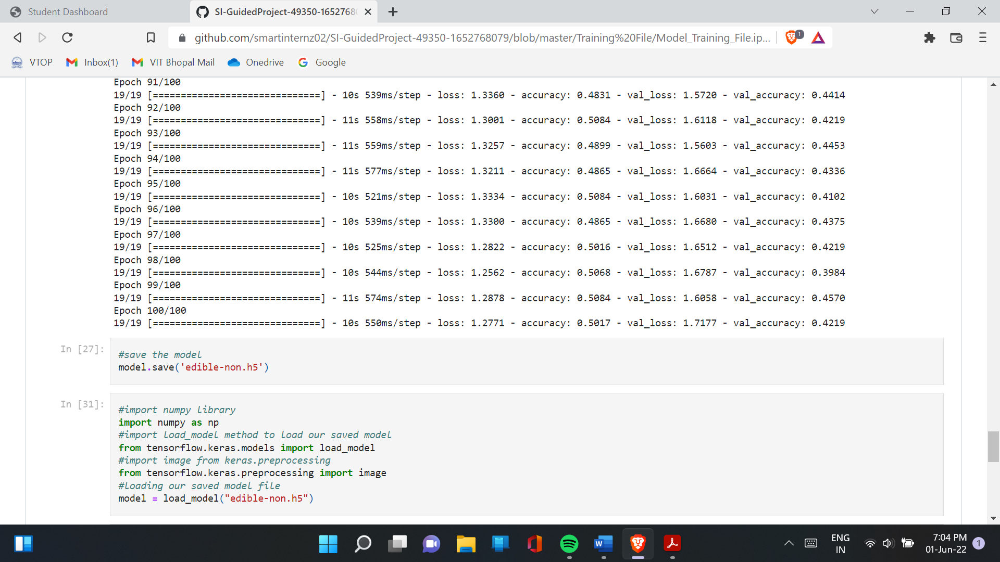 Student Dashboard
SI-GuidedProject-49350-16527680
github.com/smartinternz02/SI-GuidedProject-49350-1652768079/blob/master/Training%20File/Model_Training_File.ip...
1
VTOP
Inbox(1)
VIT Bhopal Mail
Onedrive
Google
Epoch 91/100
19/19 [==============================] - 10s 539ms/step - loss: 1.3360 - accuracy: 0.4831 - val_loss: 1.5720 - val_accuracy: 0.4414
Epoch 92/100
19/19 [==============================] - 11s 558ms/step - loss: 1.3001 - accuracy: 0.5084 - val_loss: 1.6118 - val_accuracy: 0.4219
Epoch 93/100
19/19 [==============================] - 11s 559ms/step - loss: 1.3257 - accuracy: 0.4899 - val_loss: 1.5603 - val_accuracy: 0.4453
Epoch 94/100
19/19 [==============================] - 11s 577ms/step - loss: 1.3211 - accuracy: 0.4865 - val_loss: 1.6664 - val_accuracy: 0.4336
Epoch 95/100
19/19 [==============================] - 10s 521ms/step - loss: 1.3334 - accuracy: 0.5084 - val_loss: 1.6031 - val_accuracy: 0.4102
Epoch 96/100
19/19 [==============================] - 10s 539ms/step - loss: 1.3300 - accuracy: 0.4865 - val_loss: 1.6680 - val_accuracy: 0.4375
Epoch 97/100
19/19 [==============================] - 10s 525ms/step - loss: 1.2822 - accuracy: 0.5016 - val_loss: 1.6512 - val_accuracy: 0.4219
Epoch 98/100
19/19 [==============================] - 10s 544ms/step - loss: 1.2562 - accuracy: 0.5068 - val_loss: 1.6787 - val_accuracy: 0.3984
Epoch 99/100
19/19 [==============================] - 11s 574ms/step - loss: 1.2878 - accuracy: 0.5084 - val_loss: 1.6058 - val_accuracy: 0.4570
Epoch 100/100
19/19 [==============================] - 10s 550ms/step - loss: 1.2771 - accuracy: 0.5017 - val_loss: 1.7177 - val_accuracy: 0.4219
In [27]:
#save the model
model.save('edible-non.h5')
In [31]:
#import numpy library
import numpy as np
#import load_model method to load our saved model
from tensorflow.keras.models import load_model
#import image from keras.preprocessing
from tensorflow.keras.preprocessing import image
#loading our saved model file
model = load_model("edible-non.h5")
W
ENG
IN
7:04 PM
01-Jun-22
1